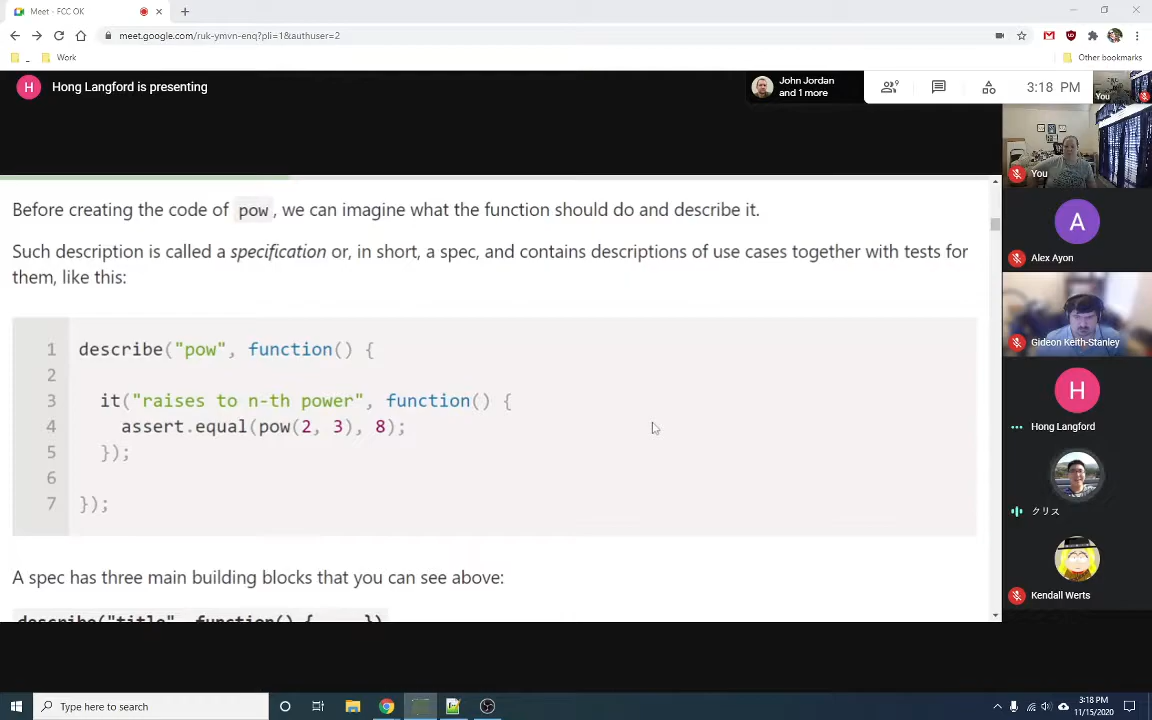 Meet - FCC OK
meet.google.com/ruk-ymvn-enq?pli=1&authuser=2
_
Work
Other bookmarks
H
Hong Langford is presenting
John Jordan
and 1 more
3:18 PM
You
You
A
Alex Ayon
Gideon Keith-Stanley
H
Hong Langford
クリス
Kendall Werts
Before creating the code of pow, we can imagine what the function should do and describe it.
Such description is called a specification or, in short, a spec, and contains descriptions of use cases together with tests for
them, like this:
1 describe("pow", function() {
2
3 it("raises to n-th power", function() {
4 assert.equal(pow(2, 3), 8);
5 });
6
7 });
A spec has three main building blocks that you can see above:
describe("title", function() { ... })
Type here to search
3:18 PM
11/15/2020